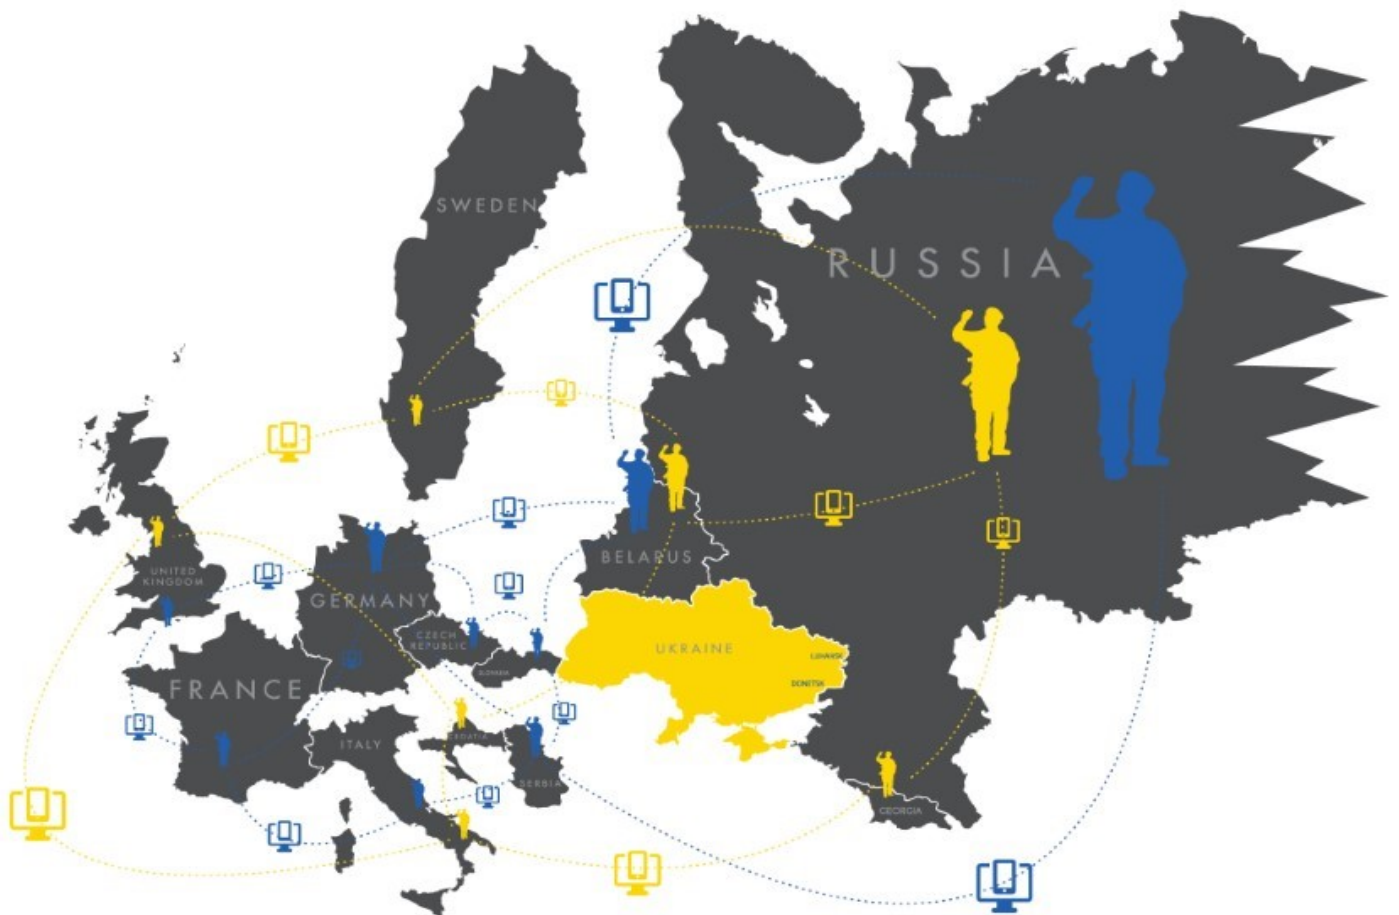 SWEDEN
RUSSIA
UNITED
KINGDOM
BELARUS
GERMANY
CZECH
REPUBLIC
UKRAINE
LUHANSK
DONETSK
FRANCE
ITALY
CROATIA
SERBIA
GEORGIA